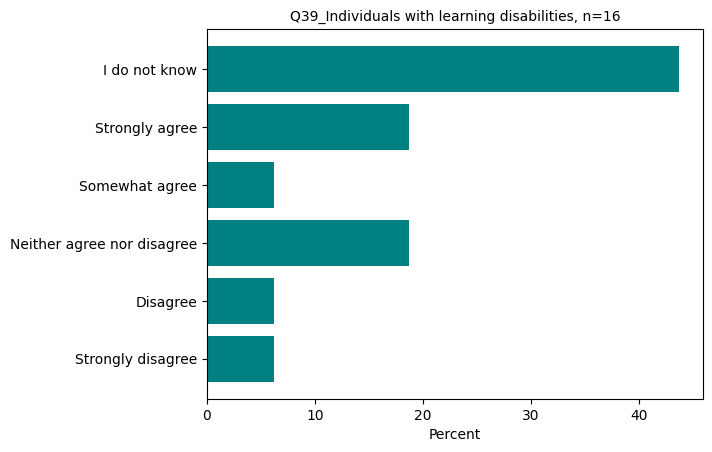 Q39_Individuals with learning disabilities, n=16
I do not know
Strongly agree
Somewhat agree
Neither agree nor disagree
Disagree
Strongly disagree
0 10 20 30 40
Percent